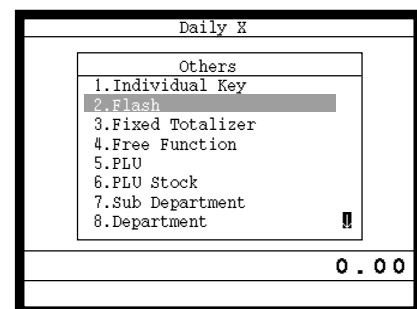 Daily X
Others
1.Individual Key
2.Flash
3.Fixed Totalizer
4.Free Function
5.PLU
6.PLU Stock
7.Sub Department
8.Department
0.00